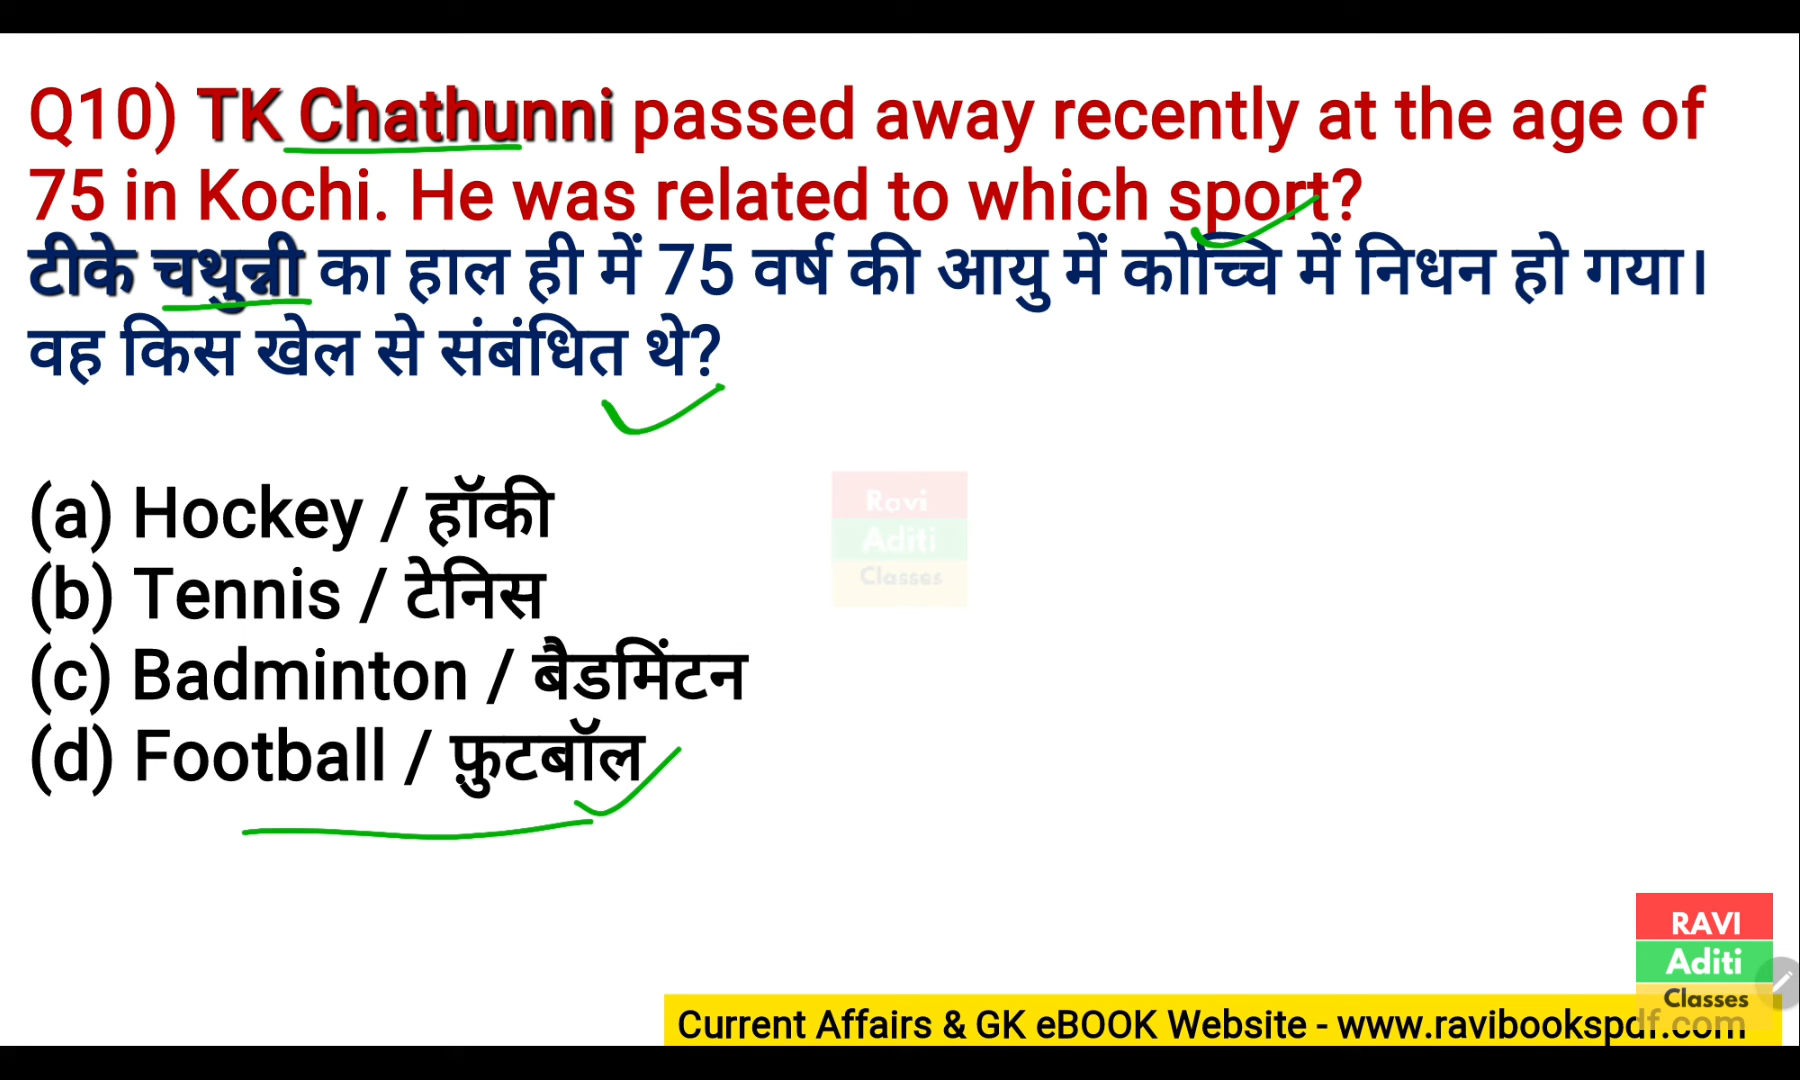 Q10) TK Chathunni passed away recently at the age of
75 in Kochi. He was related to which sport?
टीके चथुन्नी का हाल ही में 75 वर्ष की आयु में कोच्चि में निधन हो गया।
वह किस खेल से संबंधित थे?
(a) Hockey / हॉकी
(b) Tennis / टेनिस
(c) Badminton / बैडमिंटन
(d) Football / फ़ुटबॉल
Ravi
Aditi
Classes
RAVI
Aditi
Classes
Current Affairs & GK eBOOK Website - www.ravibookspdf.com